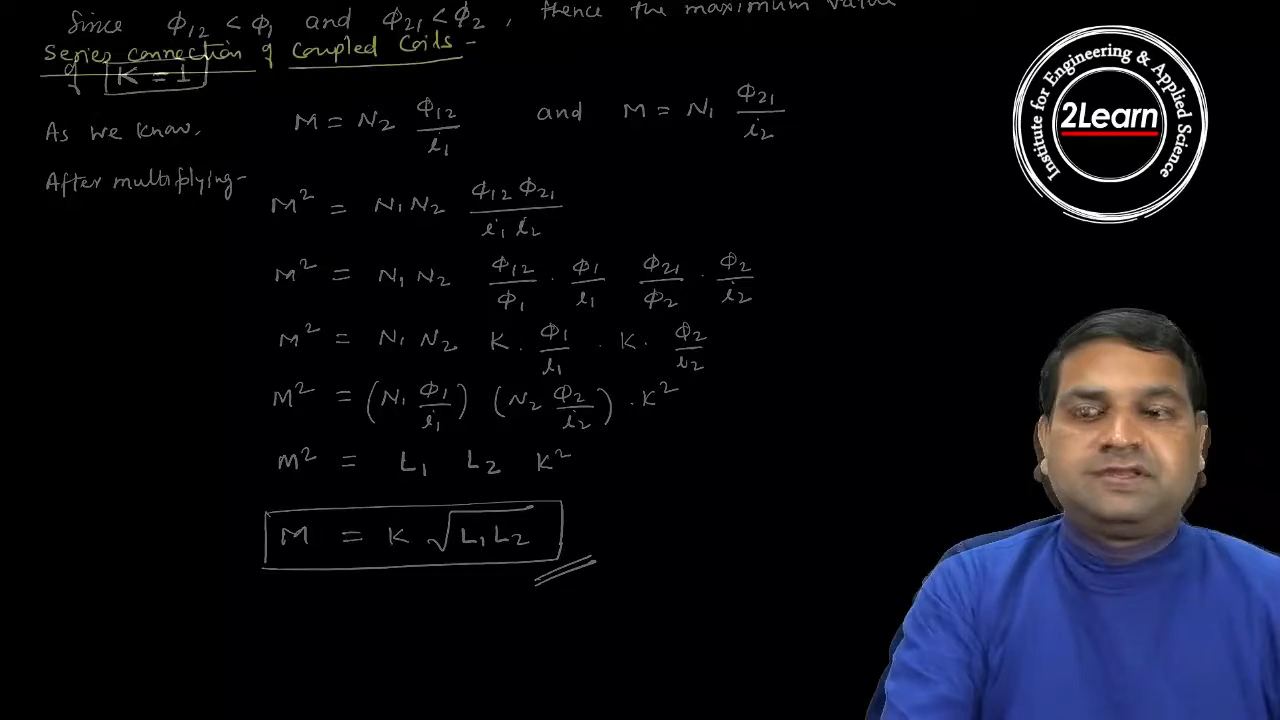 Since Φ12 < Φ1 and Φ21 < Φ2, thence the maximum value
Series connection of Coupled Coils -
of K = 1
As we know, M = N2 Φ12/i1 and M = N1 Φ21/i2
After multiplying-
M² = N1 N2 Φ12 Φ21/i1 i2
M² = N1 N2 Φ12/Φ1 · Φ1/i1 Φ21/Φ2 · Φ2/i2
M² = N1 N2 K · Φ1/i1 · K · Φ2/i2
M² = (N1 Φ1/i1) (N2 Φ2/i2) · K²
M² = L1 L2 K²
M = K √L1L2
Institute for Engineering & Applied Science
2Learn